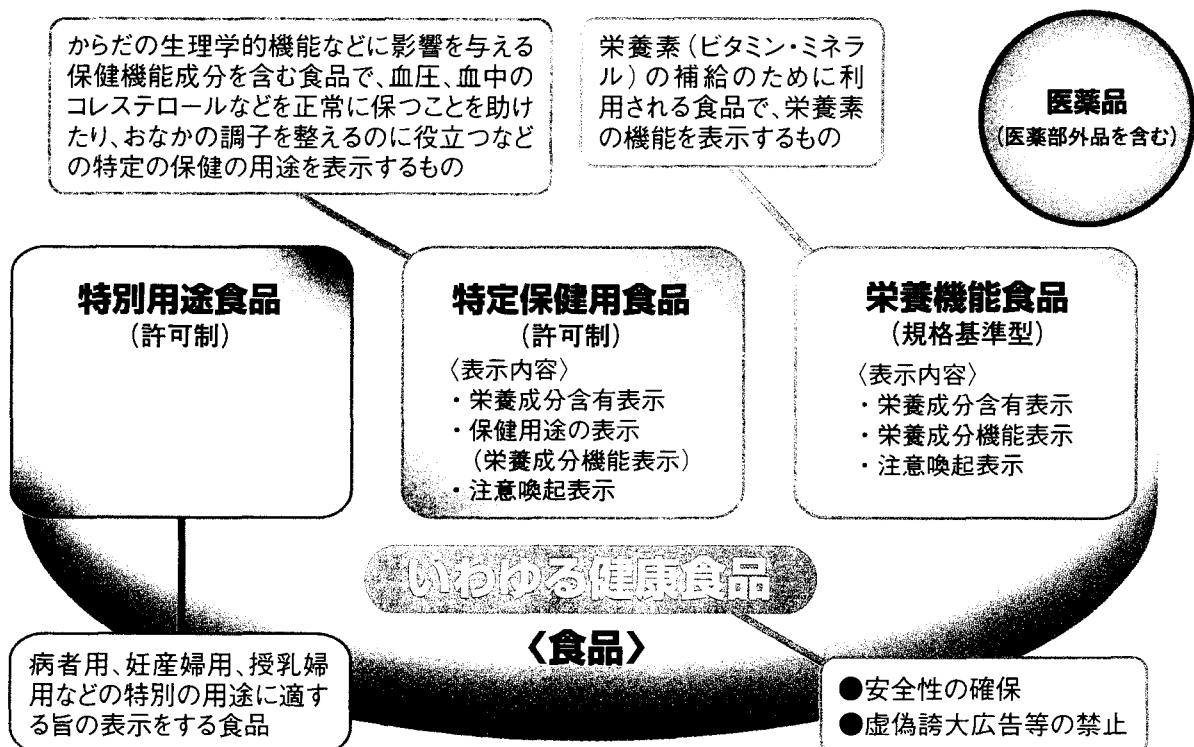 からだの生理学的機能などに影響を与える
保健機能成分を含む食品で、血圧、血中の
コレステロールなどを正常に保つことを助け
たり、おなかの調子を整えるのに役立つなど
の特定の保健の用途を表示するもの
栄養素（ビタミン・ミネラ
ル）の補給のために利
用される食品で、栄養素
の機能を表示するもの
医薬品
（医薬部外品を含む）
特別用途食品
（許可制）
特定保健用食品
（許可制）
〈表示内容〉
・栄養成分含有表示
・保健用途の表示
（栄養成分機能表示）
・注意喚起表示
栄養機能食品
（規格基準型）
〈表示内容〉
・栄養成分含有表示
・栄養成分機能表示
・注意喚起表示
いわゆる健康食品
〈食品〉
病者用、妊産婦用、授乳婦
用などの特別の用途に適す
る旨の表示をする食品
●安全性の確保
●虚偽誇大広告等の禁止